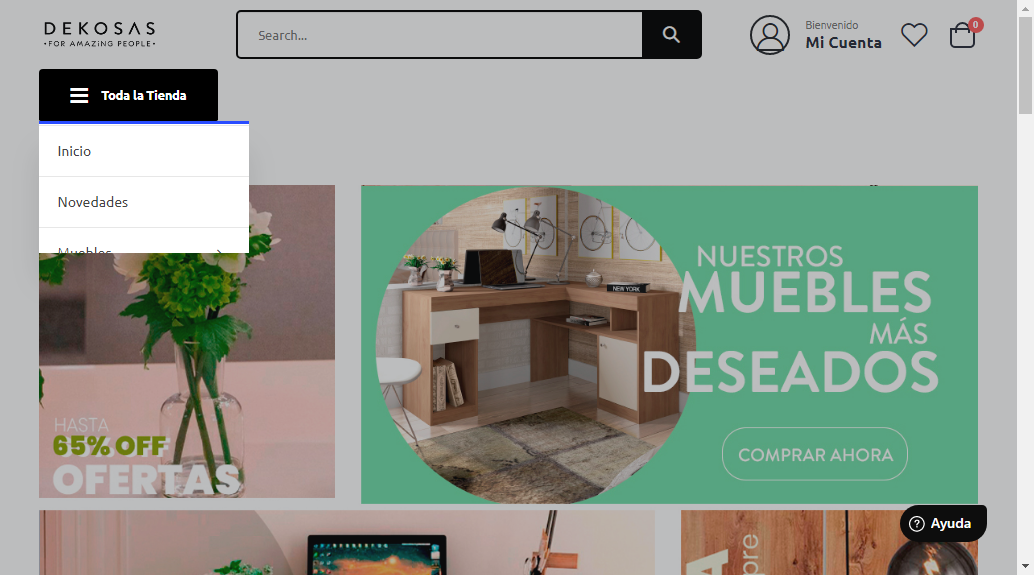 DEKOSAS
•FOR AMAZING PEOPLE•
Search...
Bienvenido
Mi Cuenta
0
Toda la Tienda
Inicio
Novedades
Muebles
NUESTROS
MUEBLES
MÁS
DESEADOS
COMPRAR AHORA
NEW YORK
HASTA
65% OFF
OFERTAS
Ayuda